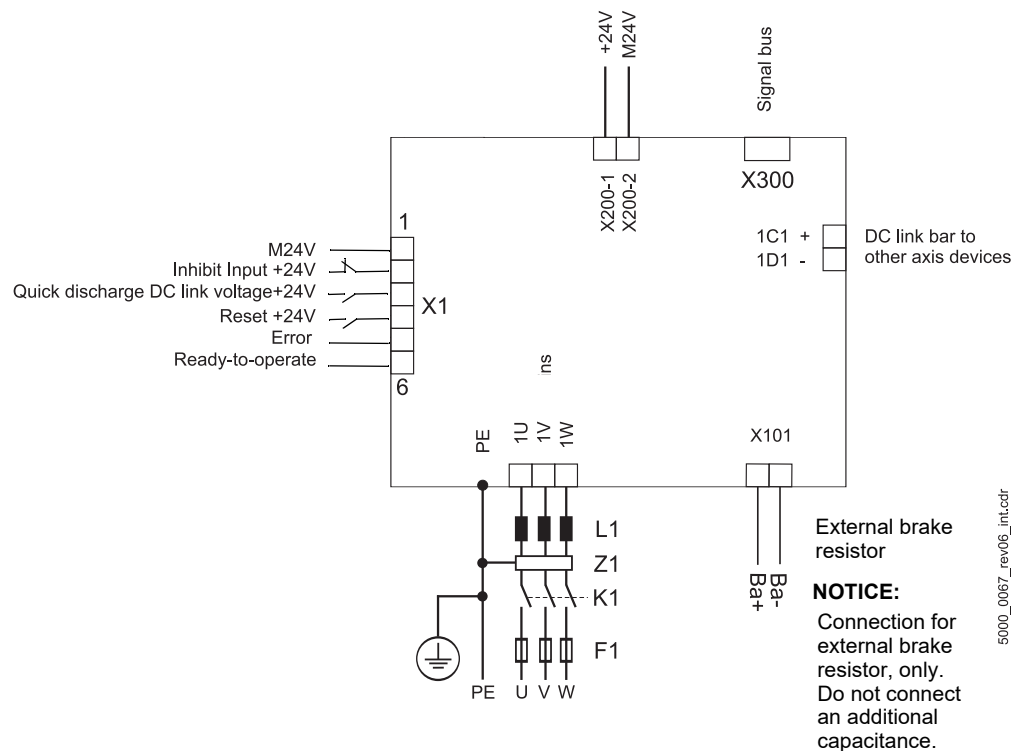 +24V
M24V
Signal bus
X200-1
X200-2
X300
1
M24V
Inhibit Input +24V
Quick discharge DC link voltage+24V
Reset +24V
Error
Ready-to-operate
X1
6
1C1 +
1D1 -
DC link bar to
other axis devices
ns
PE
1U
1V
1W
X101
L1
Z1
K1
F1
PE
U
V
W
Ba+
Ba-
External brake
resistor
NOTICE:
Connection for
external brake
resistor, only.
Do not connect
an additional
capacitance.
5000_0067_rev06_int.cdr